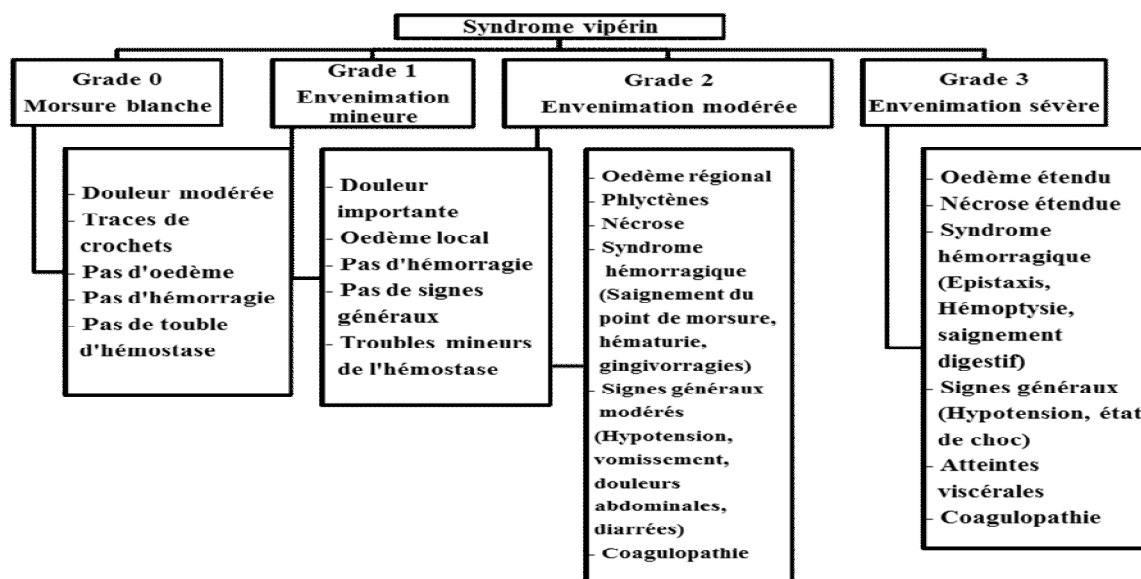 Syndrome vipérin
Grade 0
Morsure blanche
Grade 1
Envenimation
mineure
Grade 2
Envenimation modérée
Grade 3
Envenimation sévère
- Douleur modérée
- Traces de
crochets
- Pas d'oedème
- Pas d'hémorragie
- Pas de touble
d'hémostase
- Douleur
importante
- Oedème local
- Pas d'hémorragie
- Pas de signes
généraux
- Troubles mineurs
de l'hémostase
- Oedème régional
- Phlyctènes
- Nécrose
- Syndrome
hémorragique
(Saignement du
point de morsure,
hématurie,
gingivorragies)
- Signes généraux
modérés
(Hypotension,
vomissement,
douleurs
abdominales,
diarrées)
- Coagulopathie
- Oedème étendu
- Nécrose étendue
- Syndrome
hémorragique
(Epistaxis,
Hémoptysie,
saignement
digestif)
- Signes généraux
(Hypotension, état
de choc)
- Atteintes
viscérales
- Coagulopathie